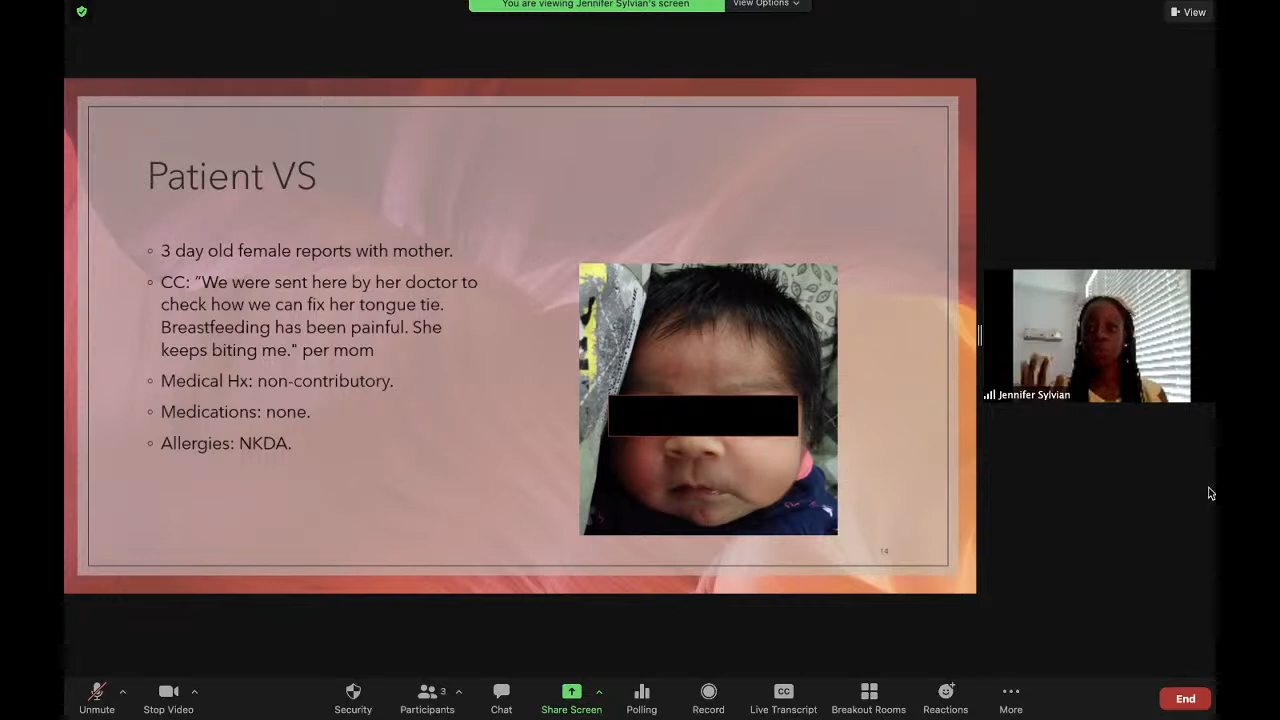 You are viewing Jennifer Sylvian's screen
View Options
View
Patient VS
3 day old female reports with mother.
CC: "We were sent here by her doctor to
check how we can fix her tongue tie.
Breastfeeding has been painful. She
keeps biting me." per mom
Medical Hx: non-contributory.
Medications: none.
Allergies: NKDA.
14
Jennifer Sylvian
Unmute
Stop Video
Security
Participants
3
Chat
Share Screen
Polling
Record
CC
Live Transcript
Breakout Rooms
Reactions
More
End